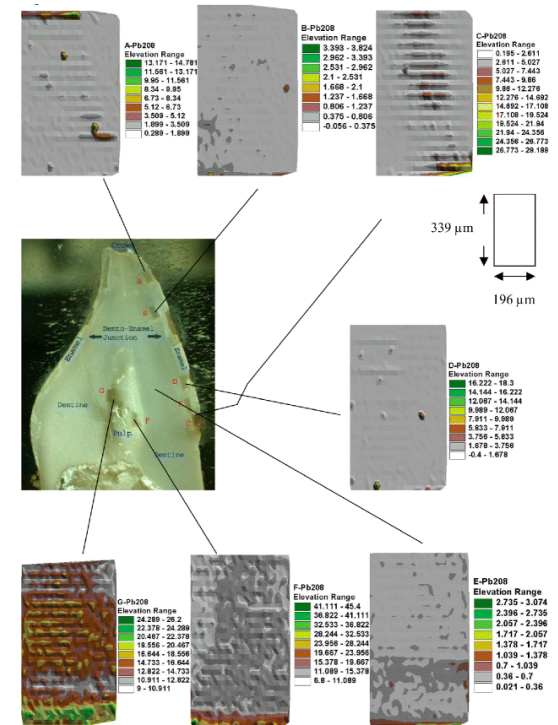 A-Pb208
Elevation Range
13.171 - 14.781
11.561 - 13.171
9.95 - 11.561
8.34 - 9.95
6.73 - 8.34
5.12 - 6.73
3.509 - 5.12
1.899 - 3.509
0.289 - 1.899
B-Pb208
Elevation Range
3.393 - 3.824
2.962 - 3.393
2.531 - 2.962
2.1 - 2.531
1.668 - 2.1
1.237 - 1.668
0.806 - 1.237
0.375 - 0.806
-0.056 - 0.375
C-Pb208
Elevation Range
0.195 - 2.611
2.611 - 5.027
5.027 - 7.443
7.443 - 9.86
9.86 - 12.276
12.276 - 14.692
14.692 - 17.108
17.108 - 19.524
19.524 - 21.94
21.94 - 24.356
24.356 - 26.773
26.773 - 29.189
339 µm
196 µm
Crown
A
B
Dento-Enamel
Junction
Enamel
Enamel
D
G
E
Dentine
F
C
Pulp
Dentine
D-Pb208
Elevation Range
16.222 - 18.3
14.144 - 16.222
12.067 - 14.144
9.989 - 12.067
7.911 - 9.989
5.833 - 7.911
3.756 - 5.833
1.678 - 3.756
-0.4 - 1.678
G-Pb208
Elevation Range
24.289 - 26.2
22.378 - 24.289
20.467 - 22.378
18.556 - 20.467
16.644 - 18.556
14.733 - 16.644
12.822 - 14.733
10.911 - 12.822
9 - 10.911
F-Pb208
Elevation Range
41.111 - 45.4
36.822 - 41.111
32.533 - 36.822
28.244 - 32.533
23.956 - 28.244
19.667 - 23.956
15.378 - 19.667
11.089 - 15.378
6.8 - 11.089
E-Pb208
Elevation Range
2.735 - 3.074
2.396 - 2.735
2.057 - 2.396
1.717 - 2.057
1.378 - 1.717
1.039 - 1.378
0.7 - 1.039
0.36 - 0.7
0.021 - 0.36